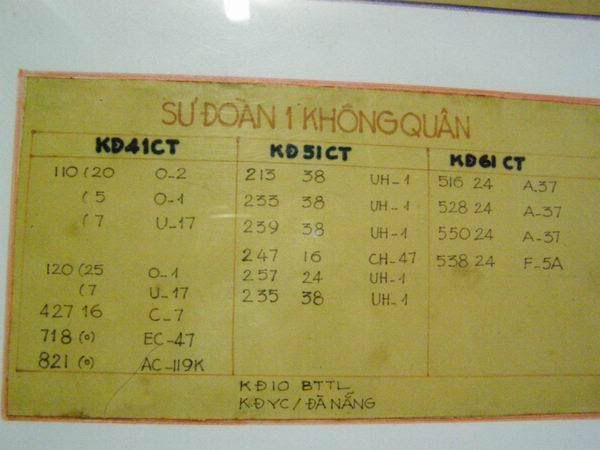 SƯ ĐOÀN 1 KHÔNG QUÂN
KĐ41CT KĐ51CT KĐ61CT
110 (20 O-2 213 38 UH-1 516 24 A.37
( 5 O-1 233 38 UH-1 528 24 A-37
( 7 U-17 239 38 UH-1 550 24 A-37
247 16 CH-47 538 24 F-5A
120 (25 O-1 257 24 UH-1
( 7 U-17 235 38 UH-1
427 16 C-7
718 (0) EC-47
821 (0) AC-119K
KĐ10 BTTL
KĐYC/ĐÀ NẴNG